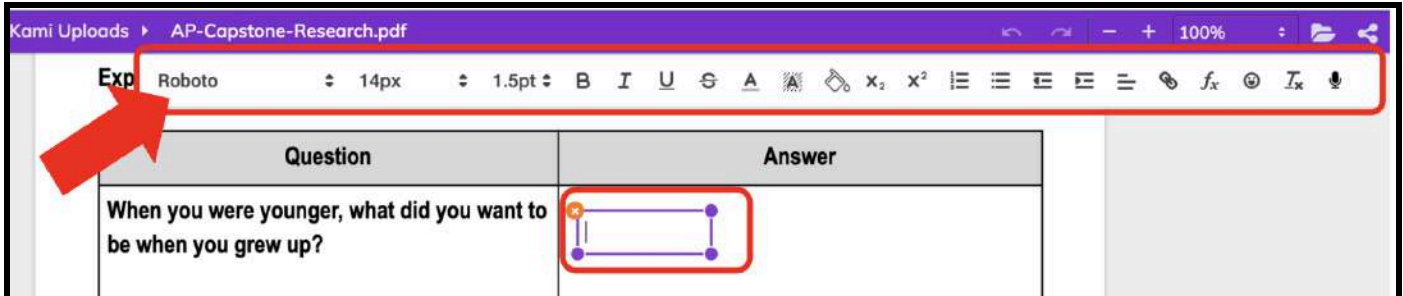 Kami Uploads ▸ AP-Capstone-Research.pdf − + 100%
Exp Roboto 14px 1.5pt B I U S A A X₂ X² fx Tx
Question Answer
When you were younger, what did you want to
be when you grew up?